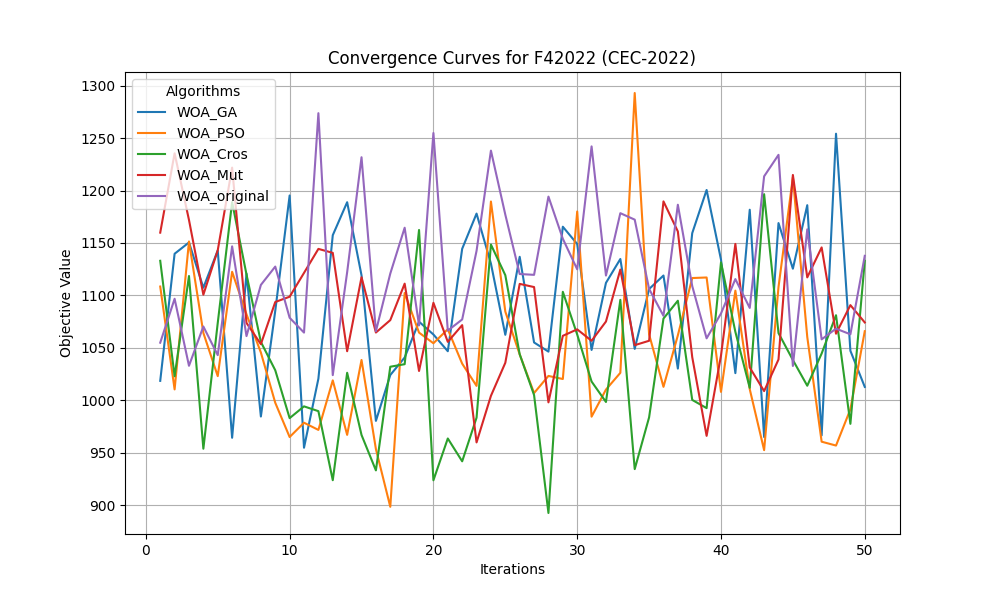 Convergence Curves for F42022 (CEC-2022)
Algorithms
WOA_GA
WOA_PSO
WOA_Cros
WOA_Mut
WOA_original
Objective Value
1300
1250
1200
1150
1100
1050
1000
950
900
0 10 20 30 40 50
Iterations